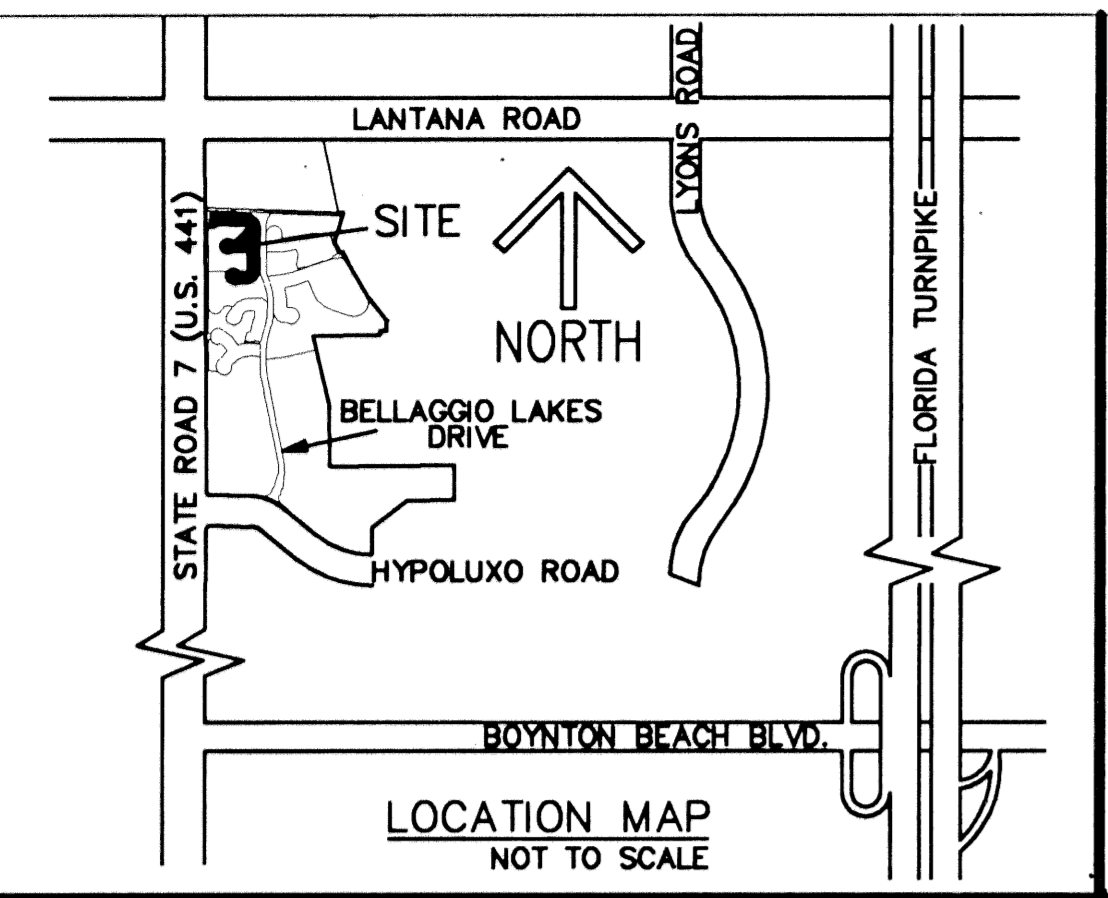 LYONS ROAD
LANTANA ROAD
STATE ROAD 7 (U.S. 441)
SITE
FLORIDA TURNPIKE
NORTH
BELLAGGIO LAKES
DRIVE
HYPOLUXO ROAD
BOYNTON BEACH BLVD.
LOCATION MAP
NOT TO SCALE